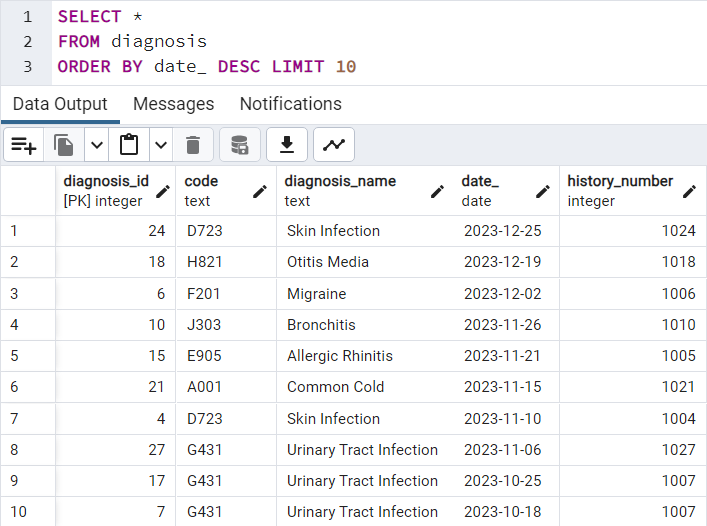 1 SELECT *
2 FROM diagnosis
3 ORDER BY date_ DESC LIMIT 10
Data Output Messages Notifications
diagnosis_id code diagnosis_name date_ history_number
[PK] integer text text date integer
1 24 D723 Skin Infection 2023-12-25 1024
2 18 H821 Otitis Media 2023-12-19 1018
3 6 F201 Migraine 2023-12-02 1006
4 10 J303 Bronchitis 2023-11-26 1010
5 15 E905 Allergic Rhinitis 2023-11-21 1005
6 21 A001 Common Cold 2023-11-15 1021
7 4 D723 Skin Infection 2023-11-10 1004
8 27 G431 Urinary Tract Infection 2023-11-06 1027
9 17 G431 Urinary Tract Infection 2023-10-25 1007
10 7 G431 Urinary Tract Infection 2023-10-18 1007